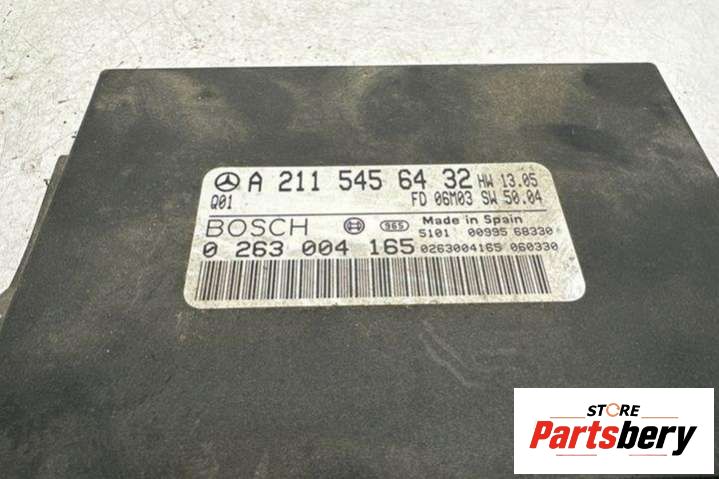 A 211 545 64 32 HW 13.05
Q01 FD 06M03 SW 50.04
BOSCH 965 Made in Spain
5101 00995 68330
0 263 004 165 0263004165 060330
STORE
Partsbery